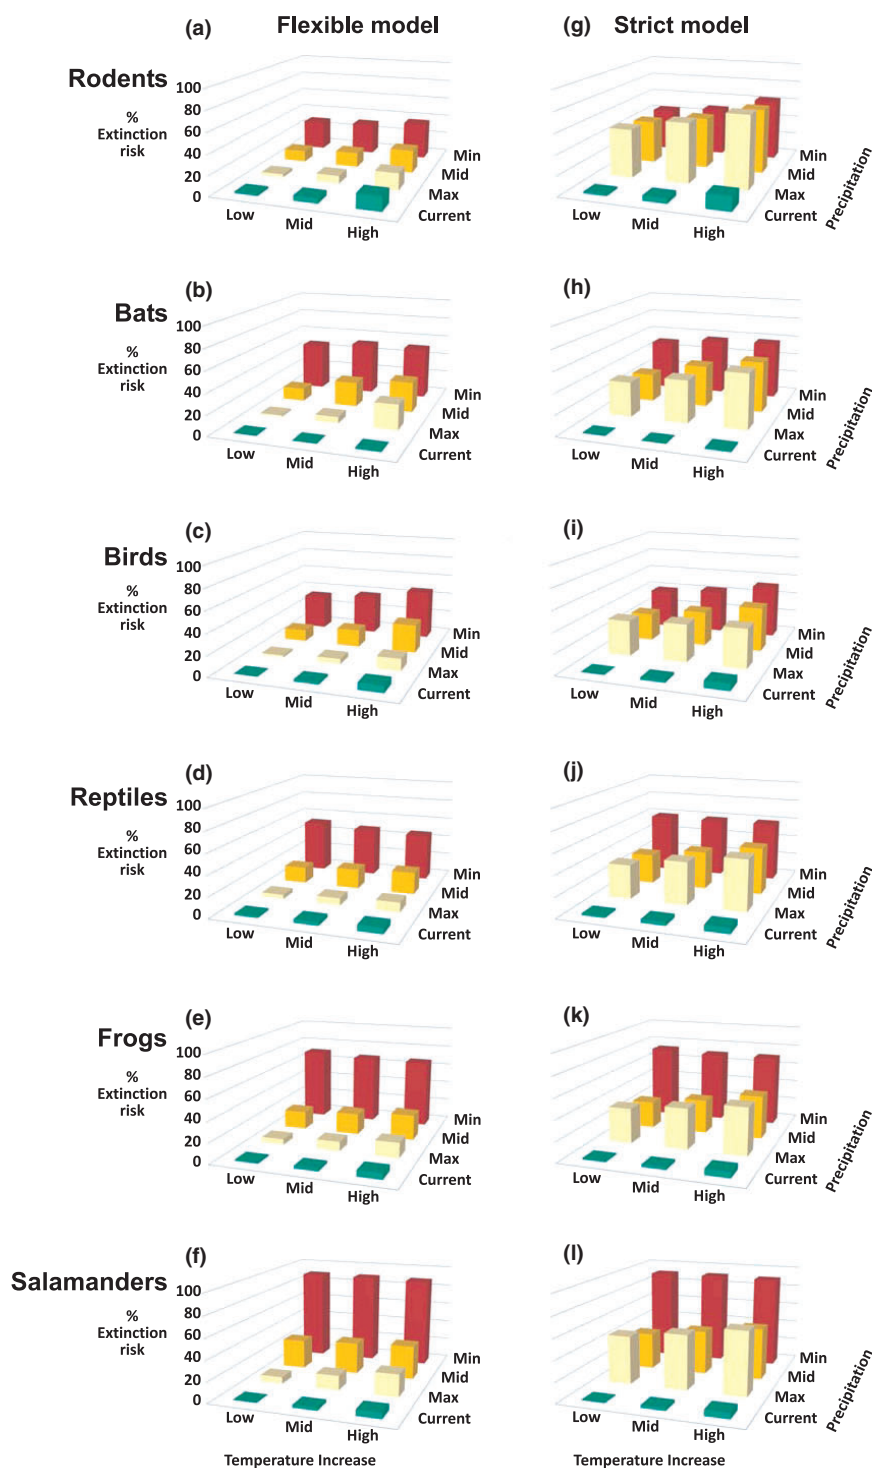 (a) Flexible model (g) Strict model
Rodents
%
Extinction
risk
100
80
60
40
20
0
Low
Mid
High
Min
Mid
Max
Current
Low
Mid
High
Min
Mid
Max
Current
Precipitation
(b) (h)
Bats
%
Extinction
risk
100
80
60
40
20
0
Low
Mid
High
Min
Mid
Max
Current
Low
Mid
High
Min
Mid
Max
Current
Precipitation
(c) (i)
Birds
%
Extinction
risk
100
80
60
40
20
0
Low
Mid
High
Min
Mid
Max
Current
Low
Mid
High
Min
Mid
Max
Current
Precipitation
(d) (j)
Reptiles
%
Extinction
risk
100
80
60
40
20
0
Low
Mid
High
Min
Mid
Max
Current
Low
Mid
High
Min
Mid
Max
Current
Precipitation
(e) (k)
Frogs
%
Extinction
risk
100
80
60
40
20
0
Low
Mid
High
Min
Mid
Max
Current
Low
Mid
High
Min
Mid
Max
Current
Precipitation
(f) (l)
Salamanders
%
Extinction
risk
100
80
60
40
20
0
Low
Mid
High
Min
Mid
Max
Current
Low
Mid
High
Min
Mid
Max
Current
Precipitation
Temperature Increase Temperature Increase